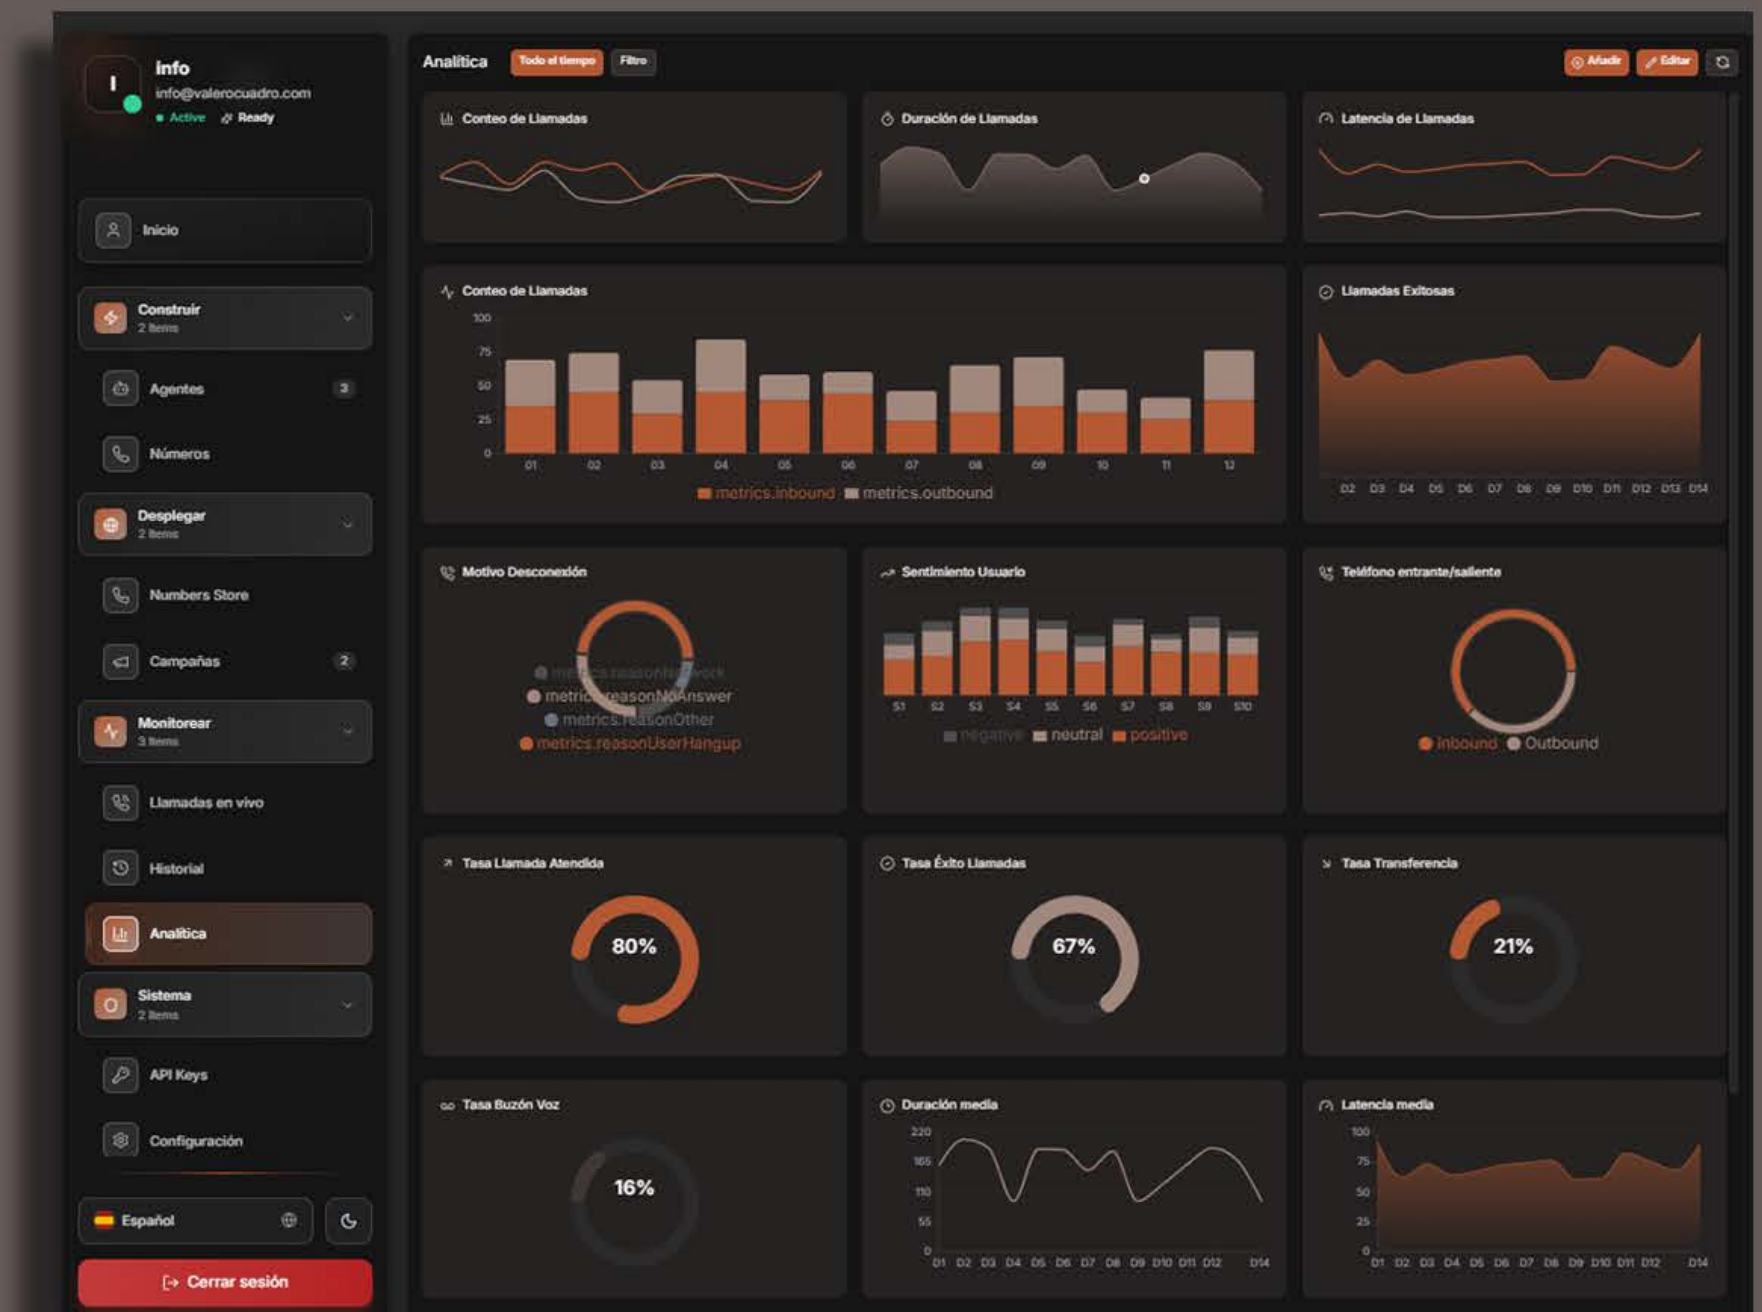 I
info
info@valerocuadro.com
Active
Ready
Inicio
Construir
2 Items
Agentes
3
Números
Desplegar
2 Items
Numbers Store
Campañas
2
Monitorear
3 Items
Llamadas en vivo
Historial
Analítica
Sistema
2 Items
API Keys
Configuración
Español
Cerrar sesión
Analítica
Todo el tiempo
Filtro
Añadir
Editar
Conteo de Llamadas
Duración de Llamadas
Latencia de Llamadas
Conteo de Llamadas
100
75
50
25
0
01 02 03 04 05 06 07 08 09 10 11 12
metrics.inbound metrics.outbound
Llamadas Exitosas
D2 D3 D4 D5 D6 D7 D8 D9 D10 D11 D12 D13 D14
Motivo Desconexión
metrics.reasonNetwork
metrics.reasonNoAnswer
metrics.reasonOther
metrics.reasonUserHangup
Sentimiento Usuario
S1 S2 S3 S4 S5 S6 S7 S8 S9 S10
negative neutral positive
Teléfono entrante/saliente
Inbound Outbound
Tasa Llamada Atendida
80%
Tasa Éxito Llamadas
67%
Tasa Transferencia
21%
Tasa Buzón Voz
16%
Duración media
220
165
110
55
0
D1 D2 D3 D4 D5 D6 D7 D8 D9 D10 D11 D12 D14
Latencia media
100
75
50
25
0
D1 D2 D3 D4 D5 D6 D7 D8 D9 D10 D11 D12 D14